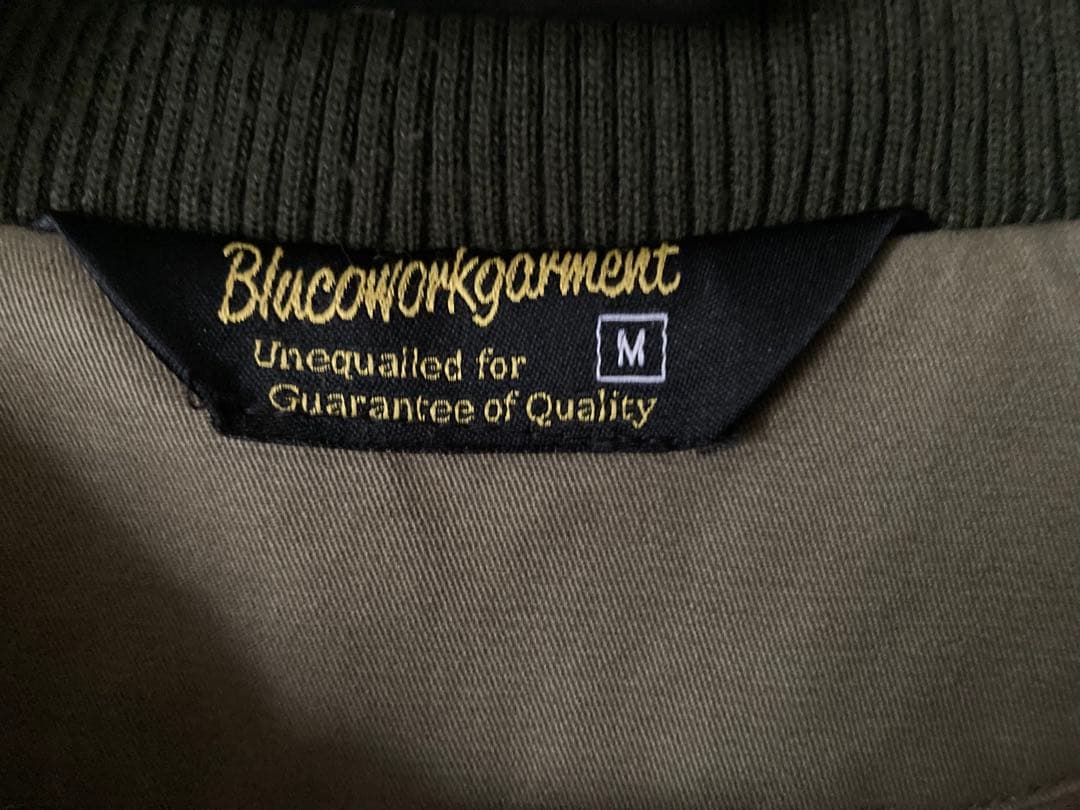 Blucoworkgarment
Unequalled for
M
Guarantee of Quality